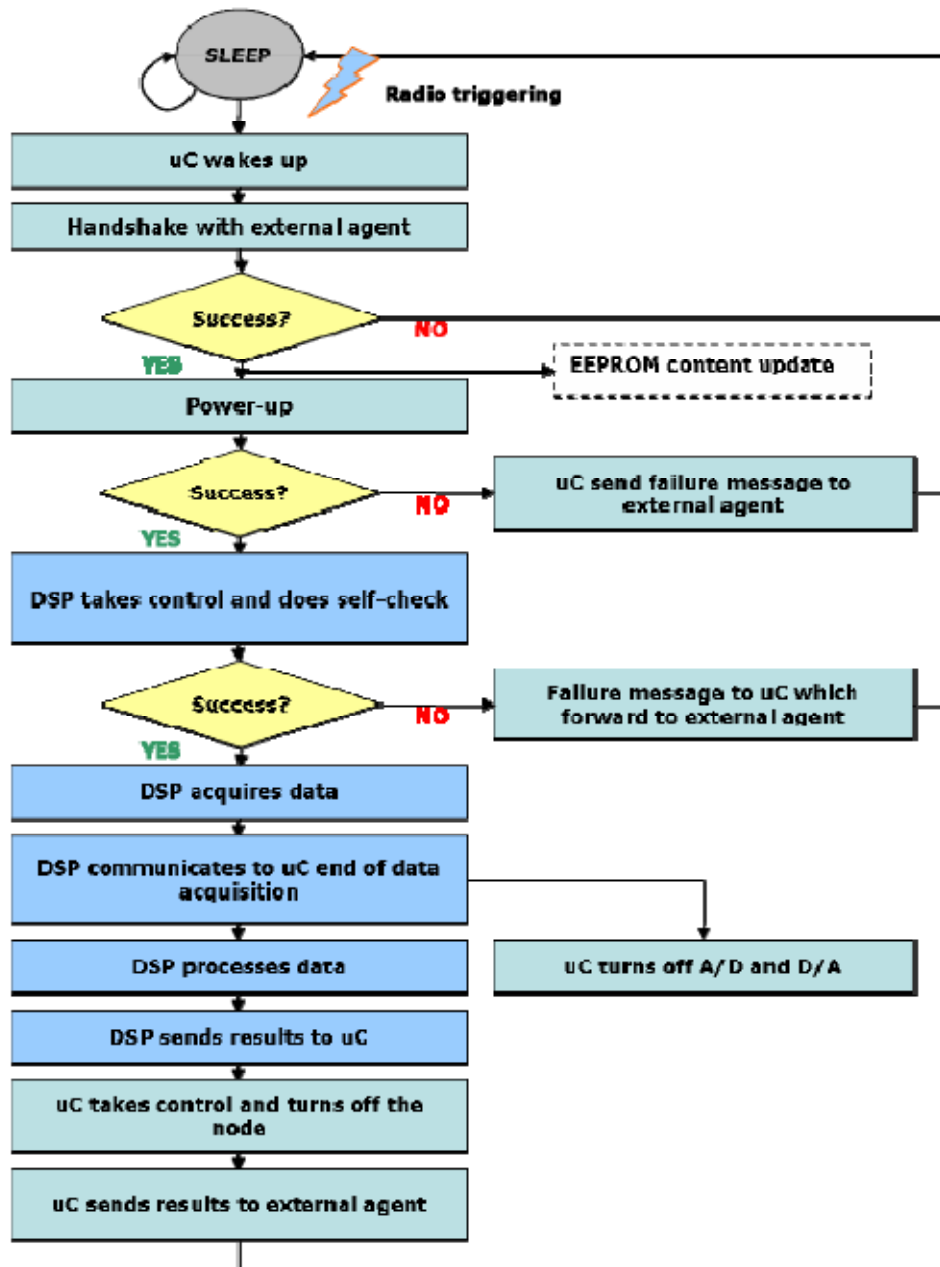 SLEEP
Radio triggering
uC wakes up
Handshake with external agent
Success?
NO
YES
EEPROM content update
Power-up
Success?
NO
uC send failure message to
external agent
YES
DSP takes control and does self-check
Success?
NO
Failure message to uC which
forward to external agent
YES
DSP acquires data
DSP communicates to uC end of data
acquisition
DSP processes data
uC turns off A/D and D/A
DSP sends results to uC
uC takes control and turns off the
node
uC sends results to external agent